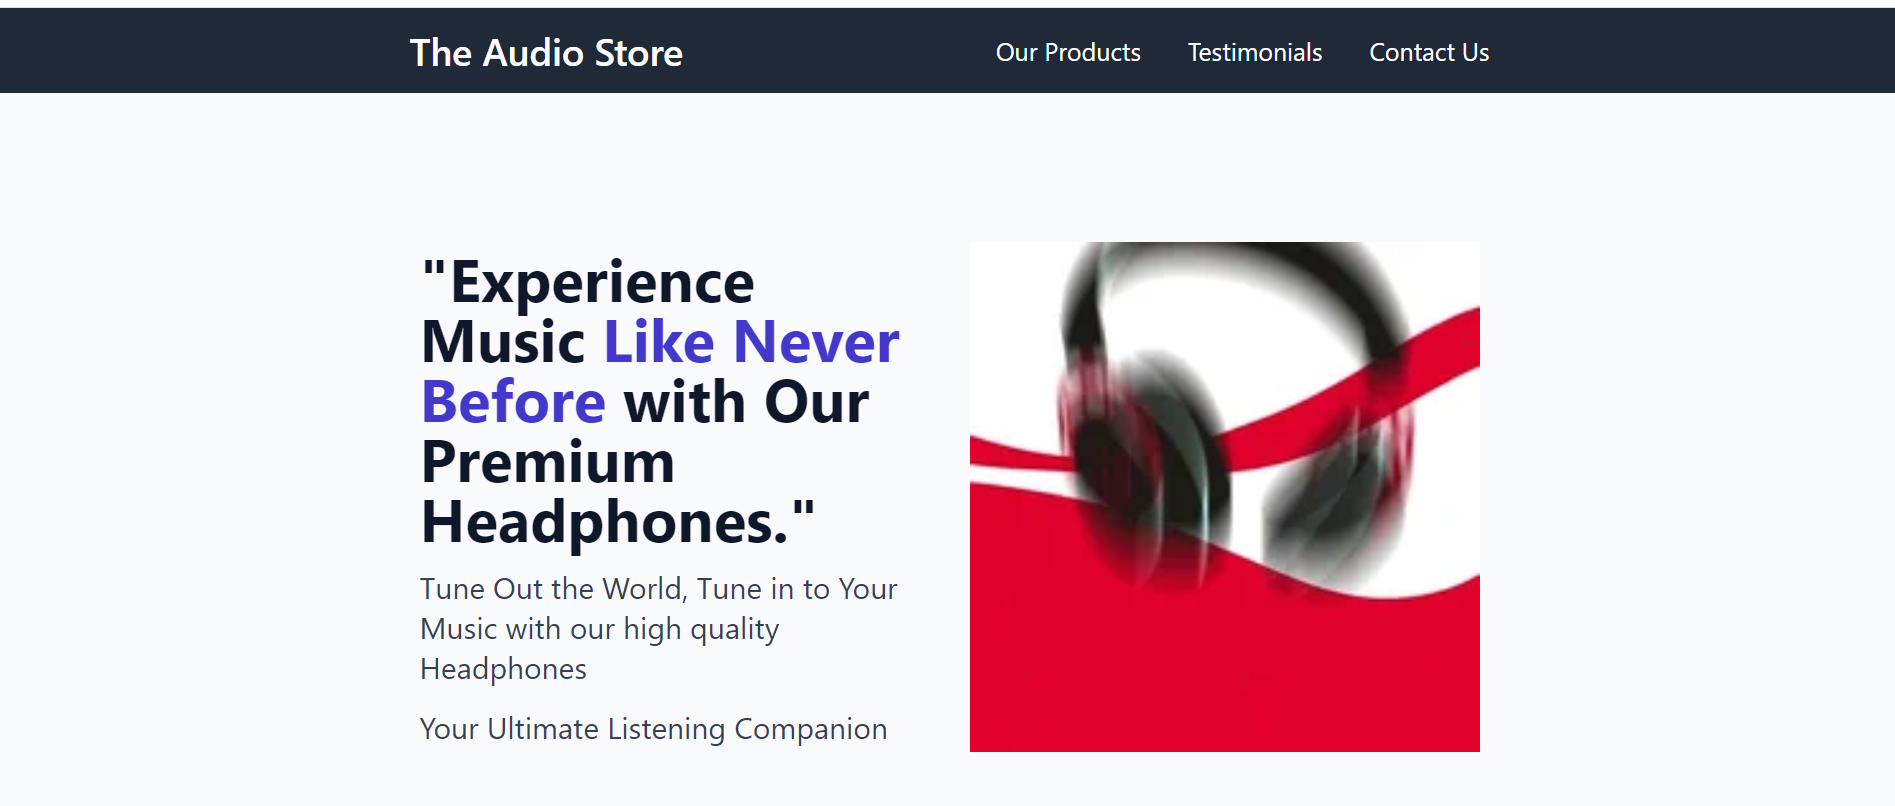 The Audio Store
Our Products
Testimonials
Contact Us
"Experience
Music Like Never
Before with Our
Premium
Headphones."
Tune Out the World, Tune in to Your
Music with our high quality
Headphones
Your Ultimate Listening Companion